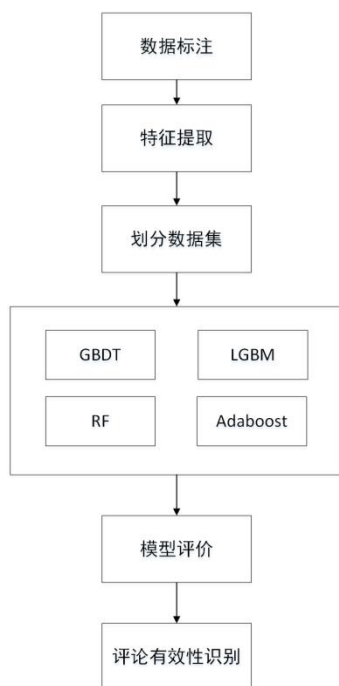 数据标注
特征提取
划分数据集
GBDT
LGBM
RF
Adaboost
模型评价
评论有效性识别